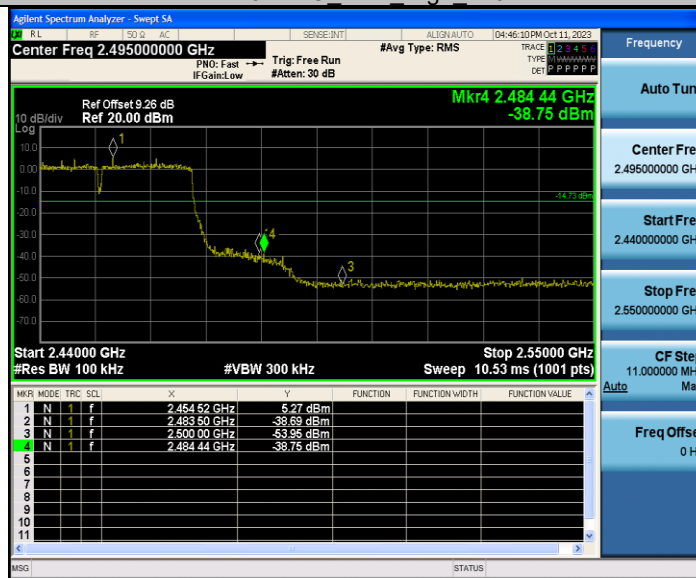 Agilent Spectrum Analyzer - Swept SA
RL RF 50 Ω AC SENSE:INT ALIGN AUTO 04:46:10 PM Oct 11, 2023
Center Freq 2.495000000 GHz
#Avg Type: RMS
TRACE 1 2 3 4 5 6
PNO: Fast Trig: Free Run
TYPE M
IFGain:Low #Atten: 30 dB
DET P P P P P P
Mkr4 2.484 44 GHz
-38.75 dBm
Ref Offset 9.26 dB
10 dB/div Ref 20.00 dBm
Log
10.0
0.00
-10.0
-20.0
-30.0
-40.0
-50.0
-60.0
-70.0
1
4
3
-14.73 dBm
Start 2.44000 GHz Stop 2.55000 GHz
#Res BW 100 kHz #VBW 300 kHz Sweep 10.53 ms (1001 pts)
MKR MODE TRC SCL X Y FUNCTION FUNCTION WIDTH FUNCTION VALUE
1 N 1 f 2.454 52 GHz 5.27 dBm
2 N 1 f 2.483 50 GHz -38.69 dBm
3 N 1 f 2.500 00 GHz -53.95 dBm
4 N 1 f 2.484 44 GHz -38.75 dBm
5
6
7
8
9
10
11
MSG STATUS
Frequency
Auto Tun
Center Fre
2.495000000 GH
Start Fre
2.440000000 GH
Stop Fre
2.550000000 GH
CF Ste
11.000000 MH
Auto Ma
Freq Offse
0 H